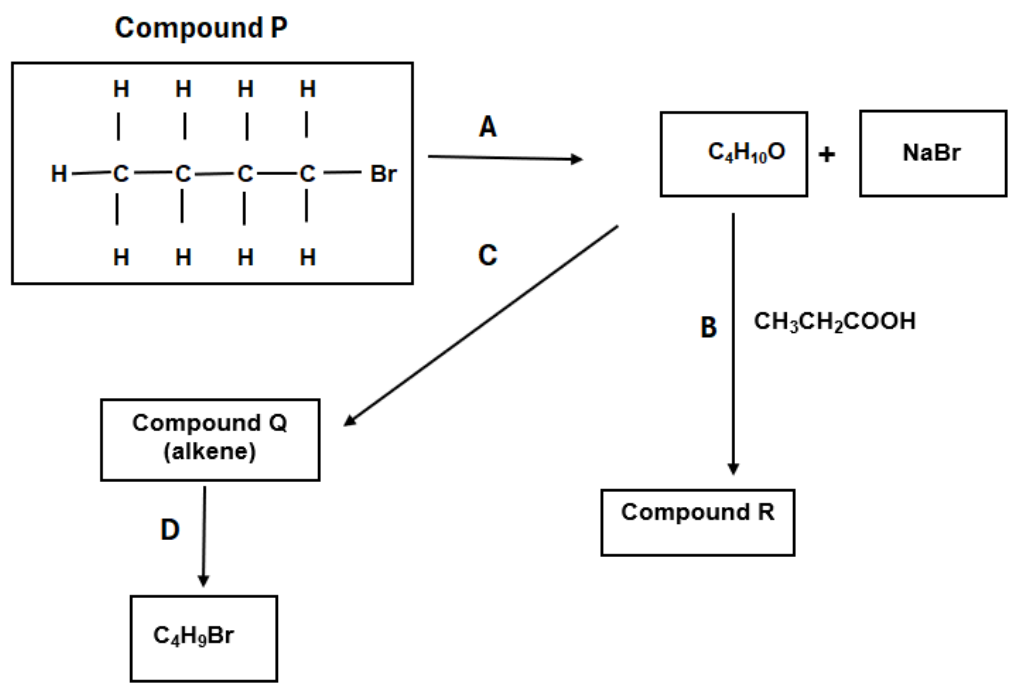 Compound P
H H H H
H C C C C Br
H H H H
A
C₄H₁₀O + NaBr
C
B CH₃CH₂COOH
Compound Q
(alkene)
Compound R
D
C₄H₉Br